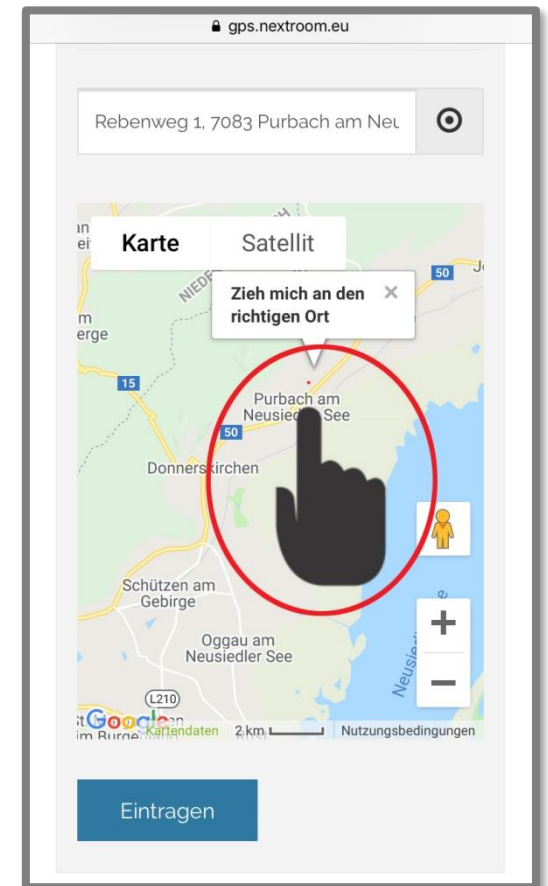 gps.nextroom.eu
Rebenweg 1, 7083 Purbach am Neu
Karte
Satellit
Zieh mich an den
richtigen Ort
50
15
Purbach am
Neusiedler See
50
Donnerskirchen
Schützen am
Gebirge
Oggau am
Neusiedler See
L210
Google
Kartendaten
2 km
Nutzungsbedingungen
Eintragen